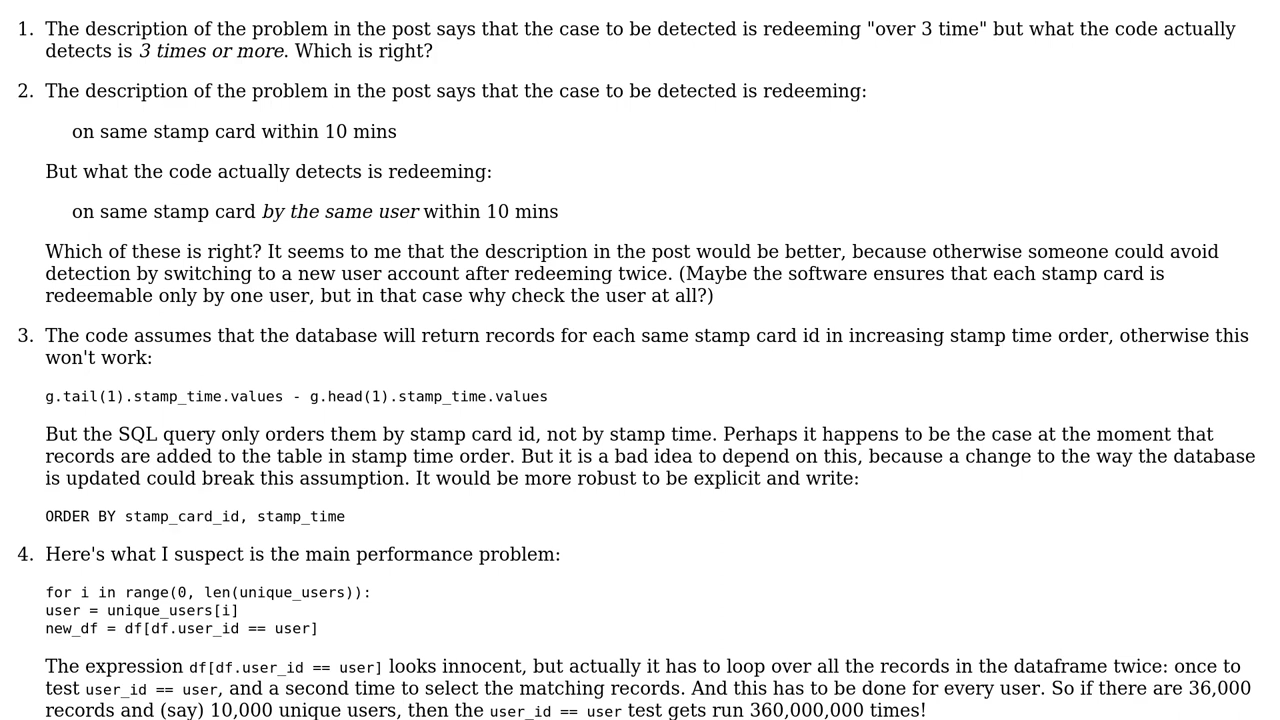 1. The description of the problem in the post says that the case to be detected is redeeming "over 3 time" but what the code actually
detects is 3 times or more. Which is right?
2. The description of the problem in the post says that the case to be detected is redeeming:
on same stamp card within 10 mins
But what the code actually detects is redeeming:
on same stamp card by the same user within 10 mins
Which of these is right? It seems to me that the description in the post would be better, because otherwise someone could avoid
detection by switching to a new user account after redeeming twice. (Maybe the software ensures that each stamp card is
redeemable only by one user, but in that case why check the user at all?)
3. The code assumes that the database will return records for each same stamp card id in increasing stamp time order, otherwise this
won't work:
g.tail(1).stamp_time.values - g.head(1).stamp_time.values
But the SQL query only orders them by stamp card id, not by stamp time. Perhaps it happens to be the case at the moment that
records are added to the table in stamp time order. But it is a bad idea to depend on this, because a change to the way the database
is updated could break this assumption. It would be more robust to be explicit and write:
ORDER BY stamp_card_id, stamp_time
4. Here's what I suspect is the main performance problem:
for i in range(0, len(unique_users)):
user = unique_users[i]
new_df = df[df.user_id == user]
The expression df[df.user_id == user] looks innocent, but actually it has to loop over all the records in the dataframe twice: once to
test user_id == user, and a second time to select the matching records. And this has to be done for every user. So if there are 36,000
records and (say) 10,000 unique users, then the user_id == user test gets run 360,000,000 times!